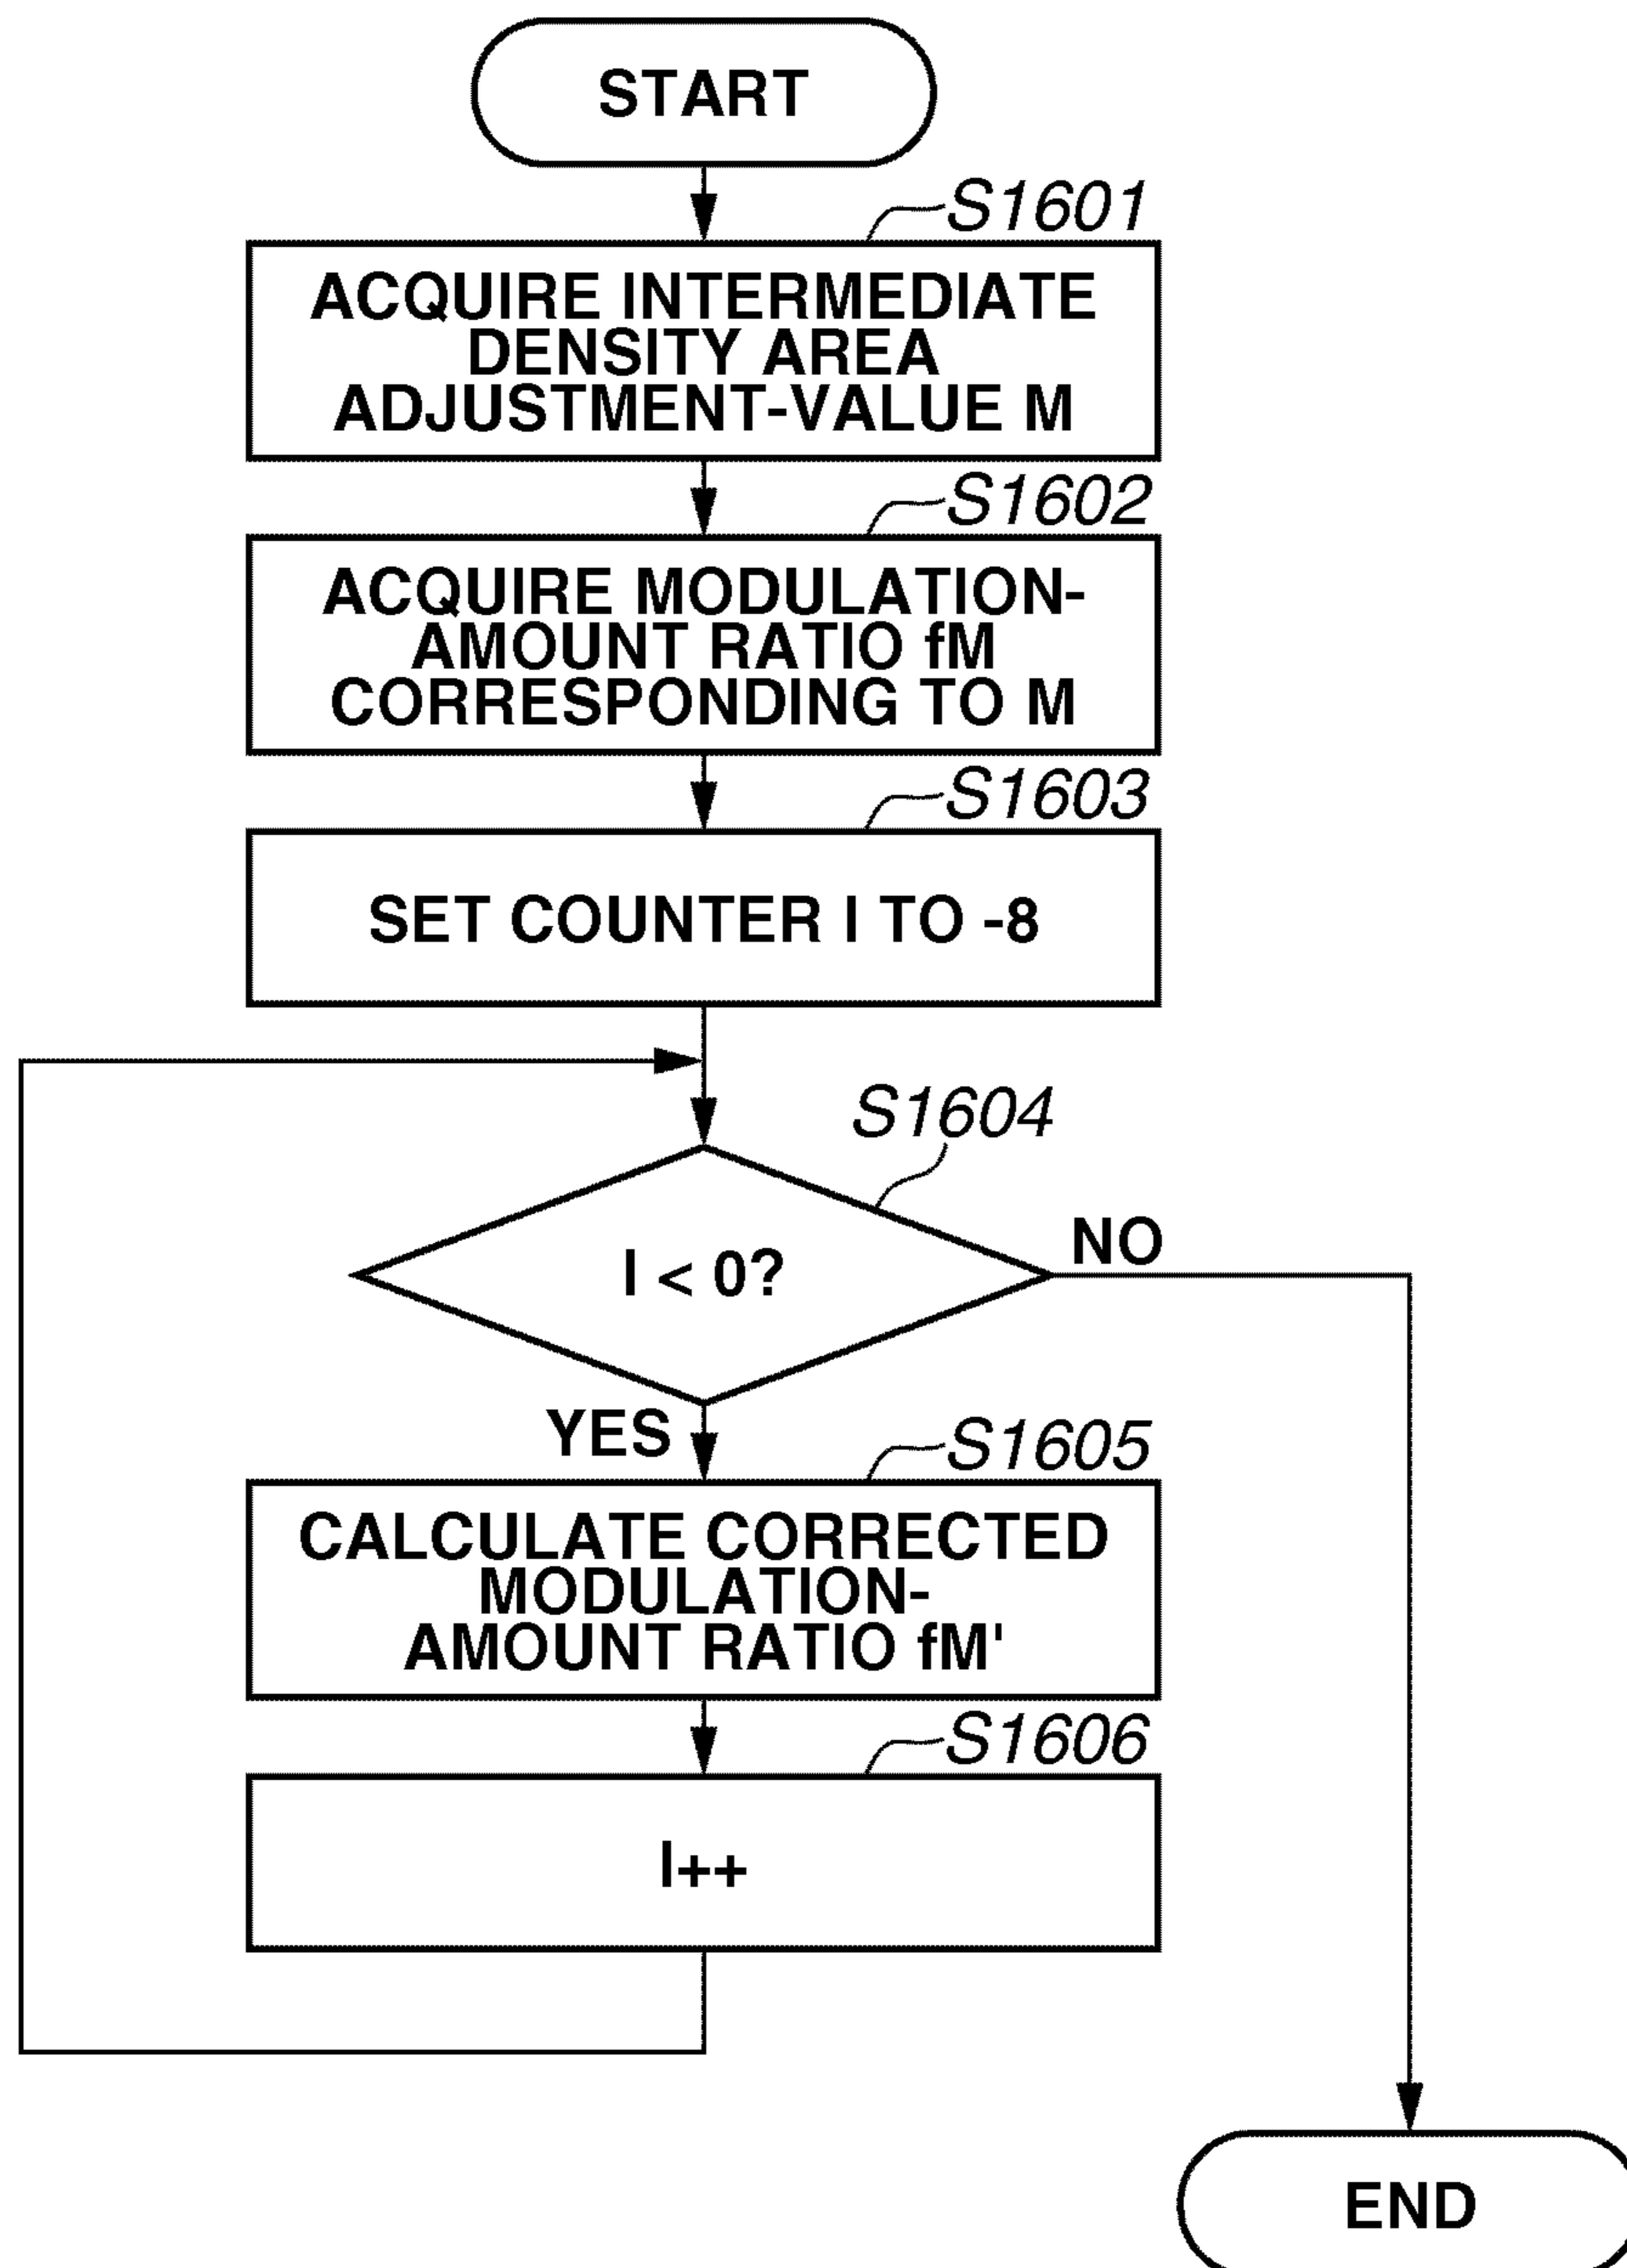 START
S1601
ACQUIRE INTERMEDIATE
DENSITY AREA
ADJUSTMENT-VALUE M
S1602
ACQUIRE MODULATION-
AMOUNT RATIO fM
CORRESPONDING TO M
S1603
SET COUNTER I TO -8
S1604
I < 0?
NO
YES
S1605
CALCULATE CORRECTED
MODULATION-
AMOUNT RATIO fM'
S1606
I++
END